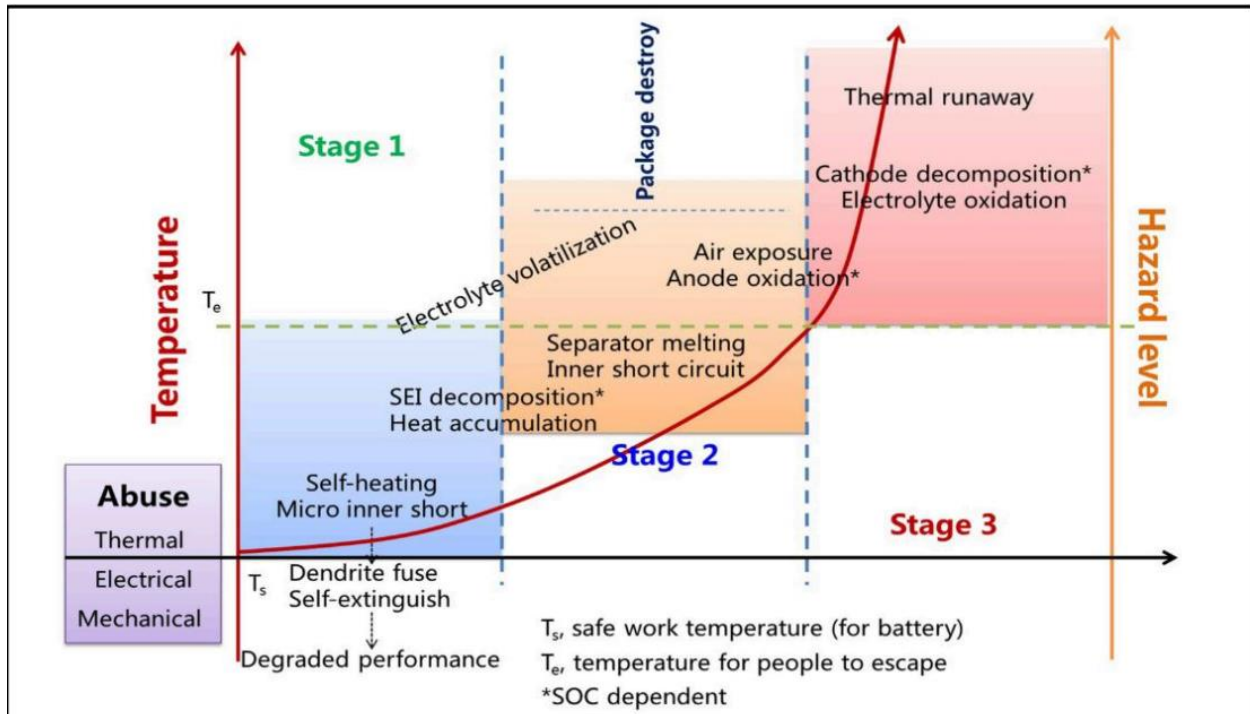 Package destroy
Stage 1
Thermal runaway
Cathode decomposition*
Electrolyte oxidation
Temperature
Hazard level
Electrolyte volatilization
Air exposure
Anode oxidation*
Te
Separator melting
Inner short circuit
SEI decomposition*
Heat accumulation
Stage 2
Abuse
Thermal
Electrical
Mechanical
Self-heating
Micro inner short
Stage 3
Ts
Dendrite fuse
Self-extinguish
Degraded performance
Ts, safe work temperature (for battery)
Te, temperature for people to escape
*SOC dependent